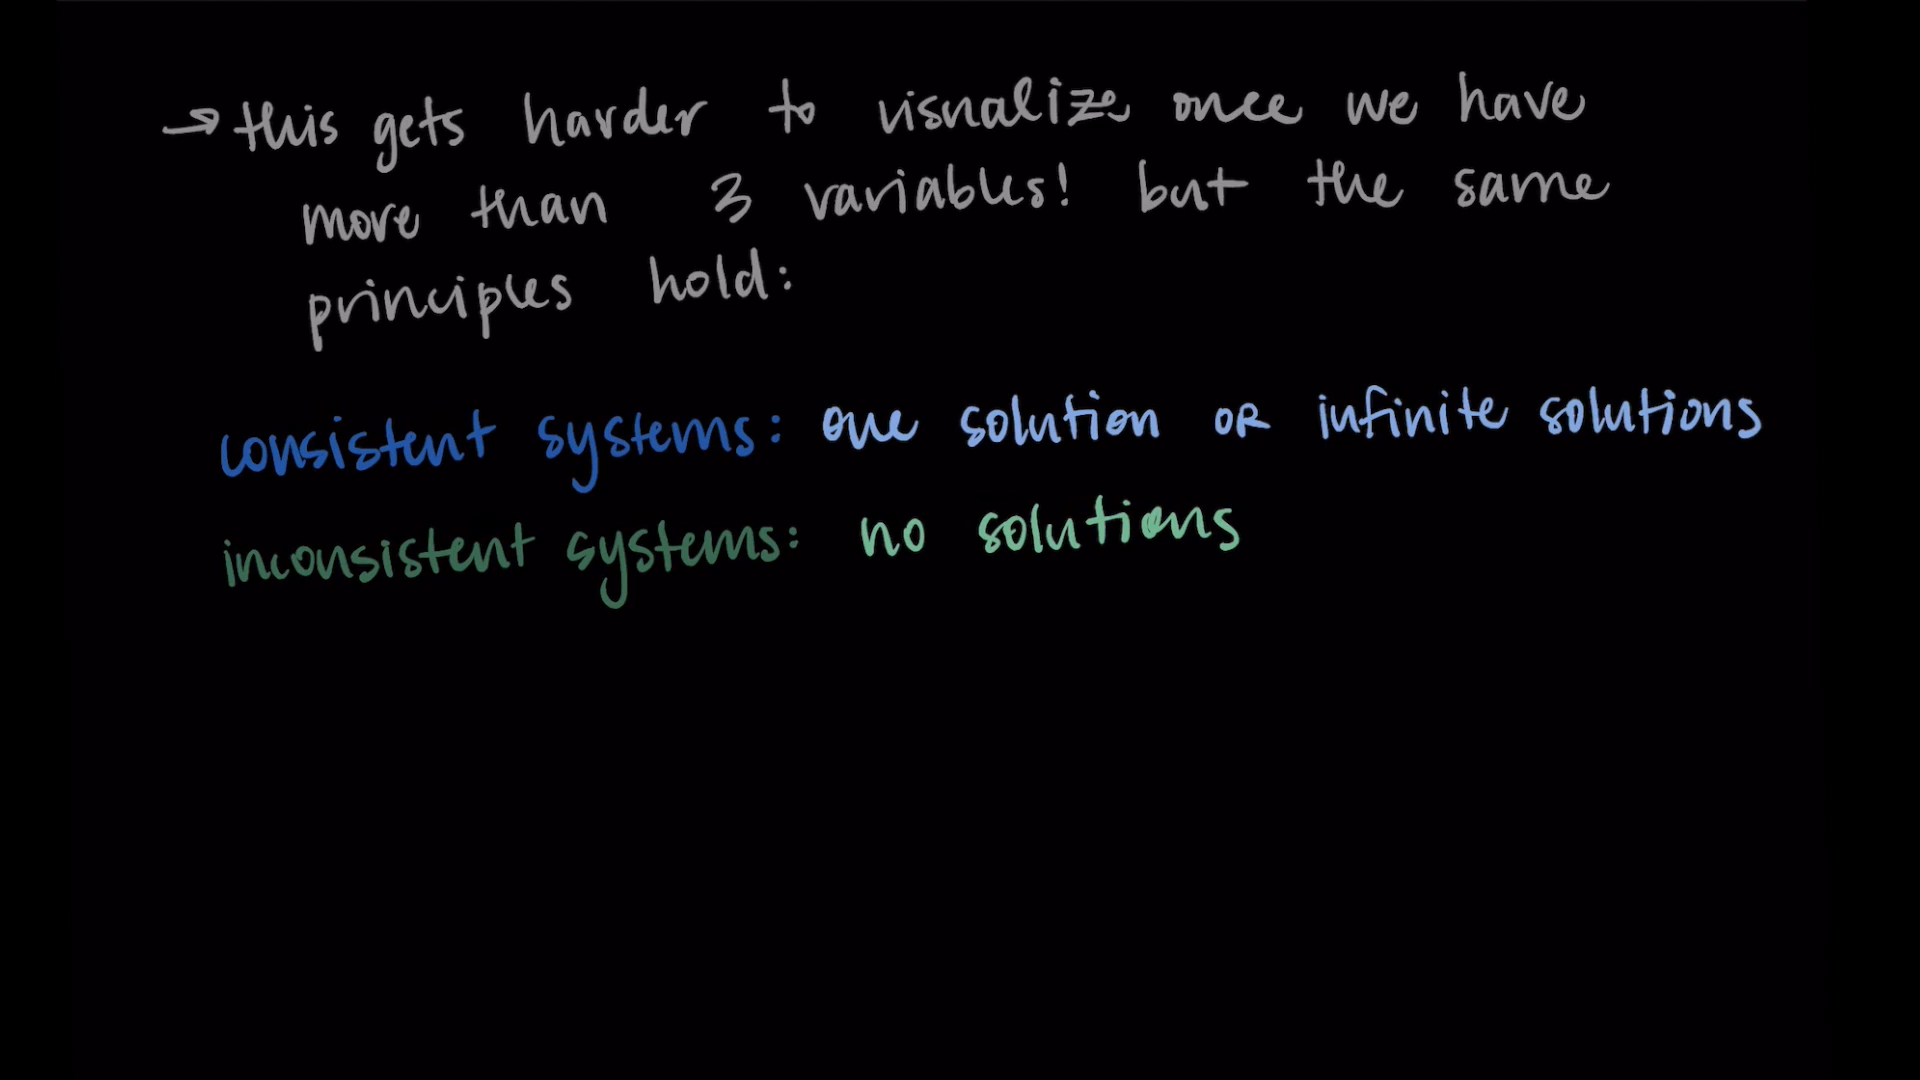 → this gets harder to visualize once we have
more than 3 variables! but the same
principles hold:
consistent systems: one solution OR infinite solutions
inconsistent systems: no solutions